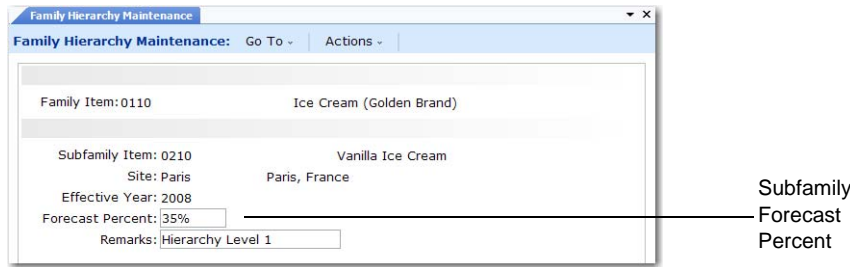 Family Hierarchy Maintenance
Family Hierarchy Maintenance: Go To Actions
Family Item: 0110 Ice Cream (Golden Brand)
Subfamily Item: 0210 Vanilla Ice Cream
Site: Paris Paris, France
Effective Year: 2008
Forecast Percent: 35%
Remarks: Hierarchy Level 1
Subfamily
Forecast
Percent